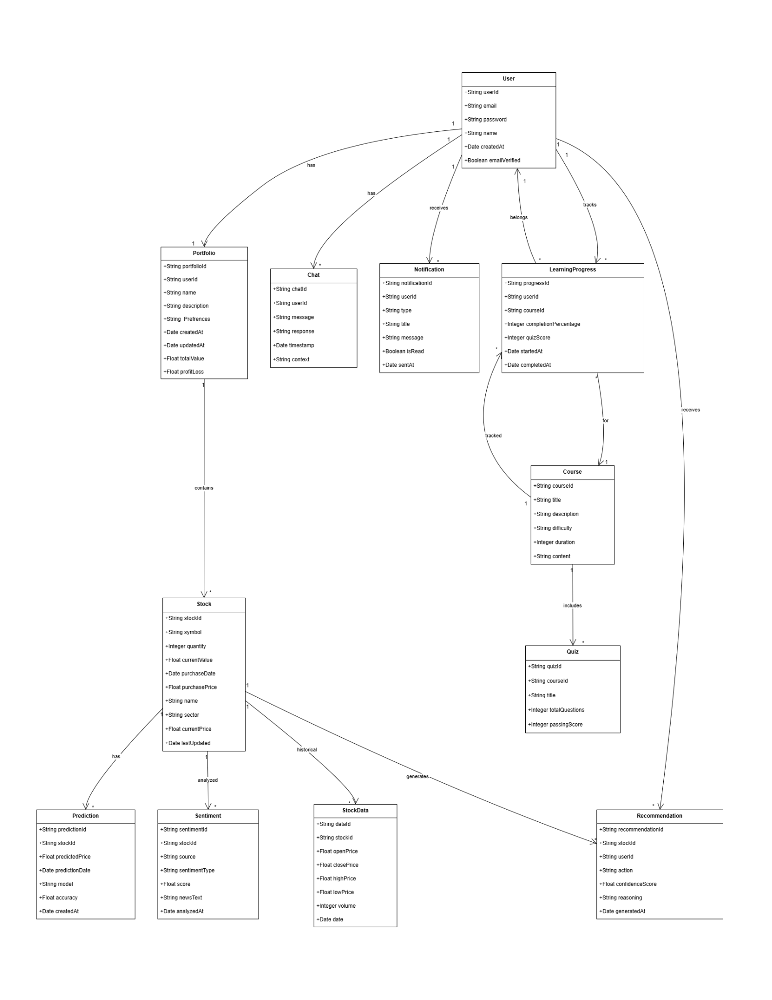 User
+String userId
+String email
+String password
+String name
+Date createdAt
+Boolean emailVerified
1
1
1
1
1
1
has
has
receives
belongs
tracks
receives
1
*
*
*
*
Portfolio
+String portfolioId
+String userId
+String name
+String description
+String  Prefrences
+Date createdAt
+Date updatedAt
+Float totalValue
+Float profitLoss
1
Chat
+String chatId
+String userId
+String message
+String response
+Date timestamp
+String context
Notification
+String notificationId
+String userId
+String type
+String title
+String message
+Boolean isRead
+Date sentAt
LearningProgress
+String progressId
+String userId
+String courseId
+Integer completionPercentage
+Integer quizScore
+Date startedAt
+Date completedAt
*
*
for
tracked
contains
1
1
Course
+String courseId
+String title
+String description
+String difficulty
+Integer duration
+String content
1
includes
*
*
Stock
+String stockId
+String symbol
+Integer quantity
+Float currentValue
+Date purchaseDate
+Float purchasePrice
+String name
+String sector
+Float currentPrice
+Date lastUpdated
Quiz
+String quizId
+String courseId
+String title
+Integer totalQuestions
+Integer passingScore
1
1
1
1
has
analyzed
historical
generates
*
*
*
*
*
Prediction
+String predictionId
+String stockId
+Float predictedPrice
+Date predictionDate
+String model
+Float accuracy
+Date createdAt
Sentiment
+String sentimentId
+String stockId
+String source
+String sentimentType
+Float score
+String newsText
+Date analyzedAt
StockData
+String dataId
+String stockId
+Float openPrice
+Float closePrice
+Float highPrice
+Float lowPrice
+Integer volume
+Date date
Recommendation
+String recommendationId
+String stockId
+String userId
+String action
+Float confidenceScore
+String reasoning
+Date generatedAt